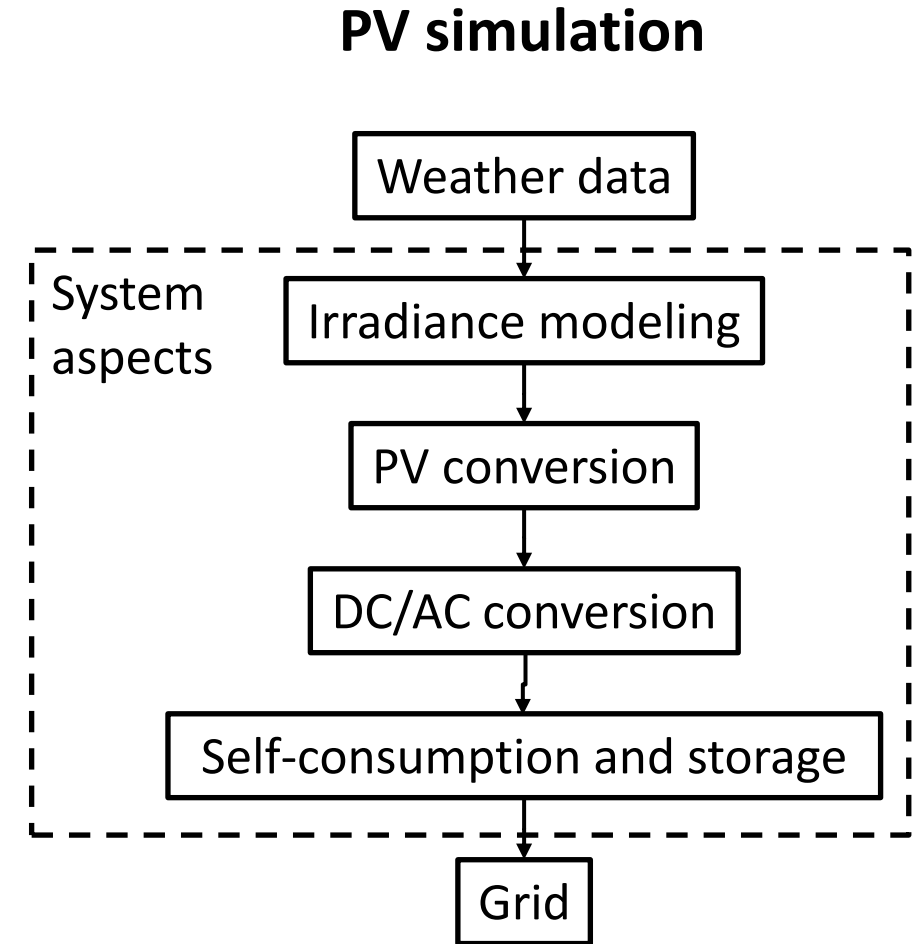 PV simulation
Weather data
System
aspects
Irradiance modeling
PV conversion
DC/AC conversion
Self-consumption and storage
Grid